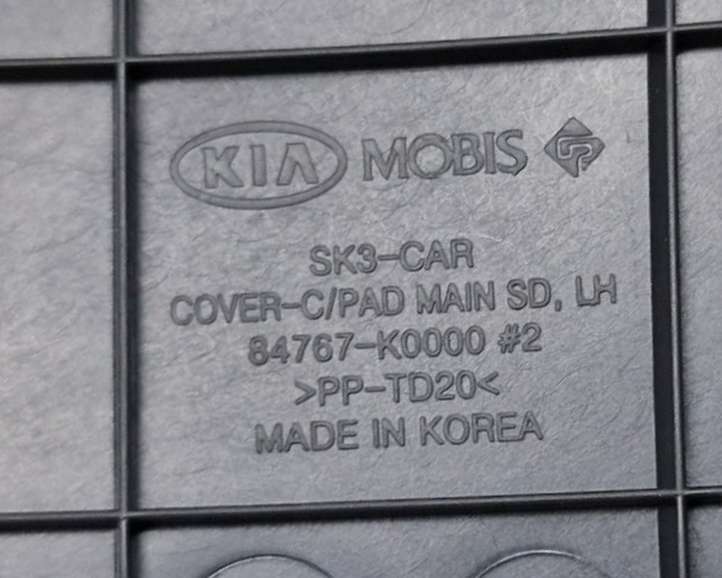 KIA MOBIS
SK3-CAR
COVER-C/PAD MAIN SD, LH
84767-K0000 #2
>PP-TD20<
MADE IN KOREA